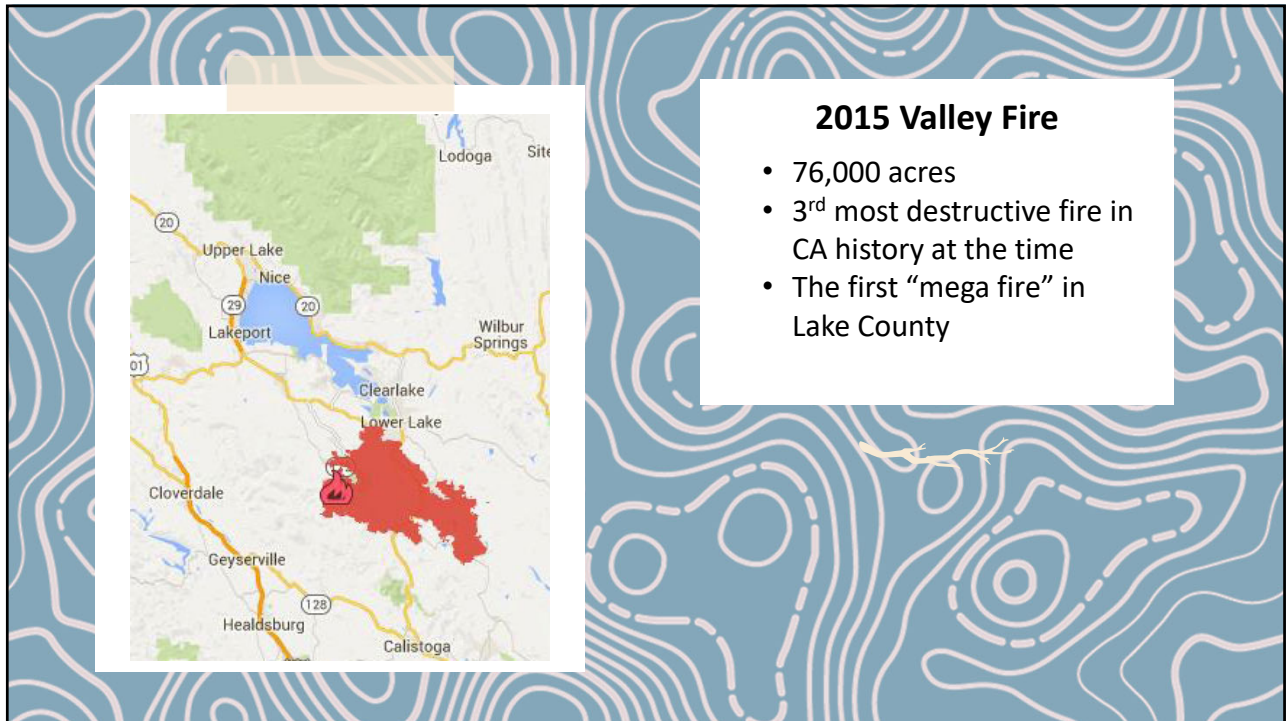 Lodoga
Site
20
Upper Lake
Nice
29
20
Lakeport
Wilbur
Springs
01
Clearlake
Lower Lake
Cloverdale
Geyserville
128
Healdsburg
Calistoga
2015 Valley Fire
• 76,000 acres
• 3rd most destructive fire in
CA history at the time
• The first “mega fire” in
Lake County